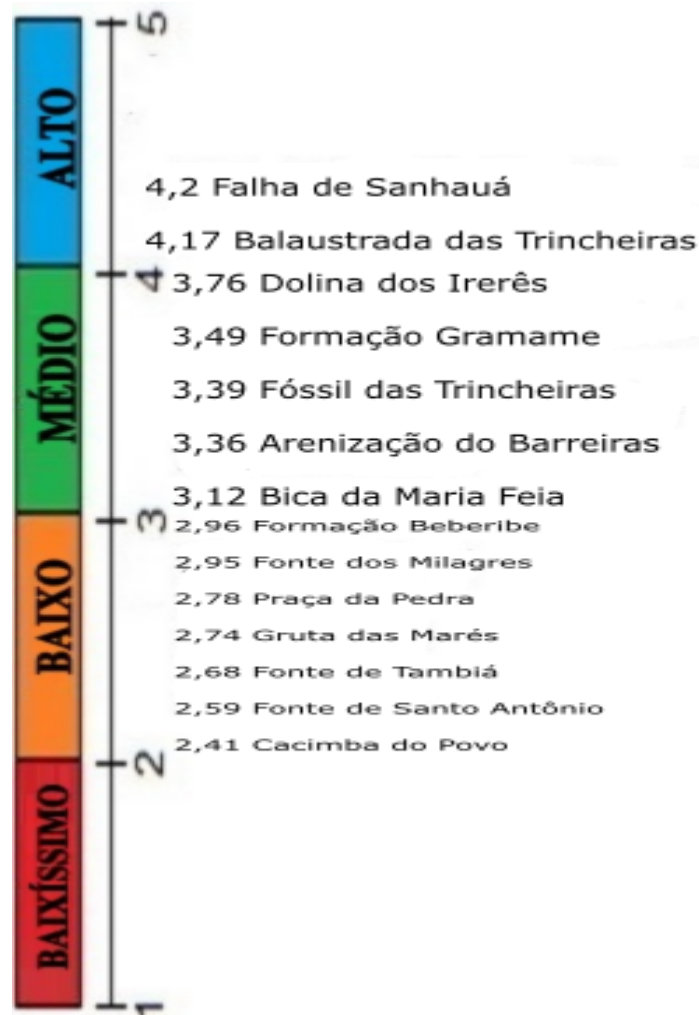 5
ALTO
4,2 Falha de Sanhauá
4,17 Balaustrada das Trincheiras
4
3,76 Dolina dos Irerês
MÉDIO
3,49 Formação Gramame
3,39 Fóssil das Trincheiras
3,36 Arenização do Barreiras
3,12 Bica da Maria Feia
3
2,96 Formação Beberibe
BAIXO
2,95 Fonte dos Milagres
2,78 Praça da Pedra
2,74 Gruta das Marés
2,68 Fonte de Tambiá
2,59 Fonte de Santo Antônio
2,41 Cacimba do Povo
2
BAIXÍSSIMO
1